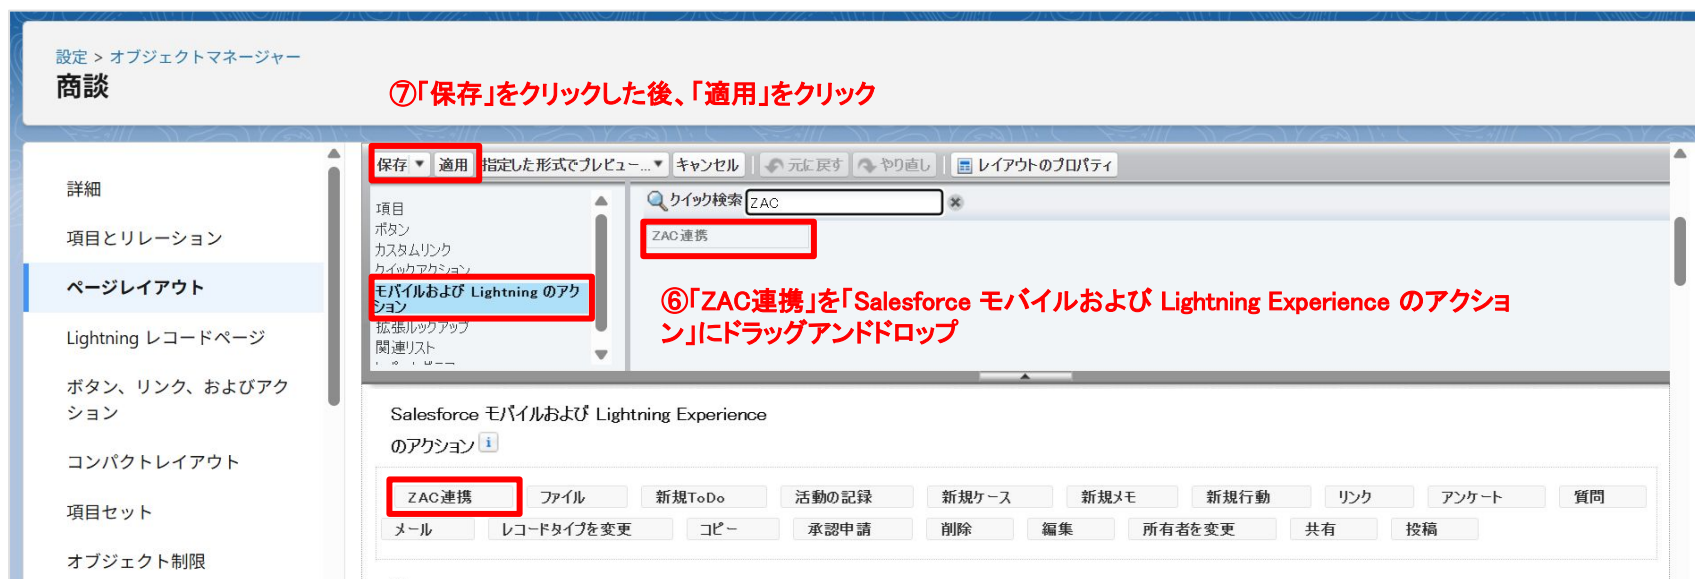 設定 > オブジェクトマネージャー
商談
⑦「保存」をクリックした後、「適用」をクリック
詳細
項目とリレーション
ページレイアウト
Lightning レコードページ
ボタン、リンク、およびアク
ション
コンパクトレイアウト
項目セット
オブジェクト制限
保存 適用 指定した形式でプレビュー... キャンセル 元に戻す やり直し レイアウトのプロパティ
項目
ボタン
カスタムリンク
クイックアクション
モバイルおよび Lightning のアク
ション
拡張ルックアップ
関連リスト
クイック検索 ZAC
ZAC連携
⑥「ZAC連携」を「Salesforce モバイルおよび Lightning Experience のアクショ
ン」にドラッグアンドドロップ
Salesforce モバイルおよび Lightning Experience
のアクション
ZAC連携 ファイル 新規ToDo 活動の記録 新規ケース 新規メモ 新規行動 リンク アンケート 質問
メール レコードタイプを変更 コピー 承認申請 削除 編集 所有者を変更 共有 投稿